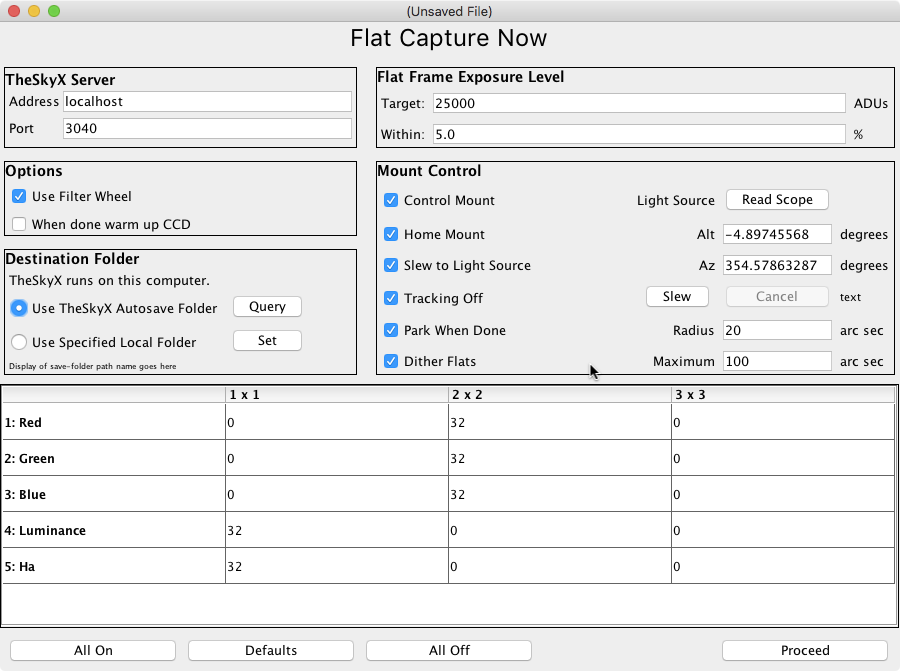 (Unsaved File)
Flat Capture Now
TheSkyX Server
Address localhost
Port 3040
Flat Frame Exposure Level
Target: 25000 ADUs
Within: 5.0 %
Options
Use Filter Wheel
When done warm up CCD
Destination Folder
TheSkyX runs on this computer.
Use TheSkyX Autosave Folder Query
Use Specified Local Folder Set
Display of save-folder path name goes here
Mount Control
Control Mount Light Source Read Scope
Home Mount Alt -4.89745568 degrees
Slew to Light Source Az 354.57863287 degrees
Tracking Off Slew Cancel text
Park When Done Radius 20 arc sec
Dither Flats Maximum 100 arc sec
1 x 1 2 x 2 3 x 3
1: Red 0 32 0
2: Green 0 32 0
3: Blue 0 32 0
4: Luminance 32 0 0
5: Ha 32 0 0
All On Defaults All Off Proceed